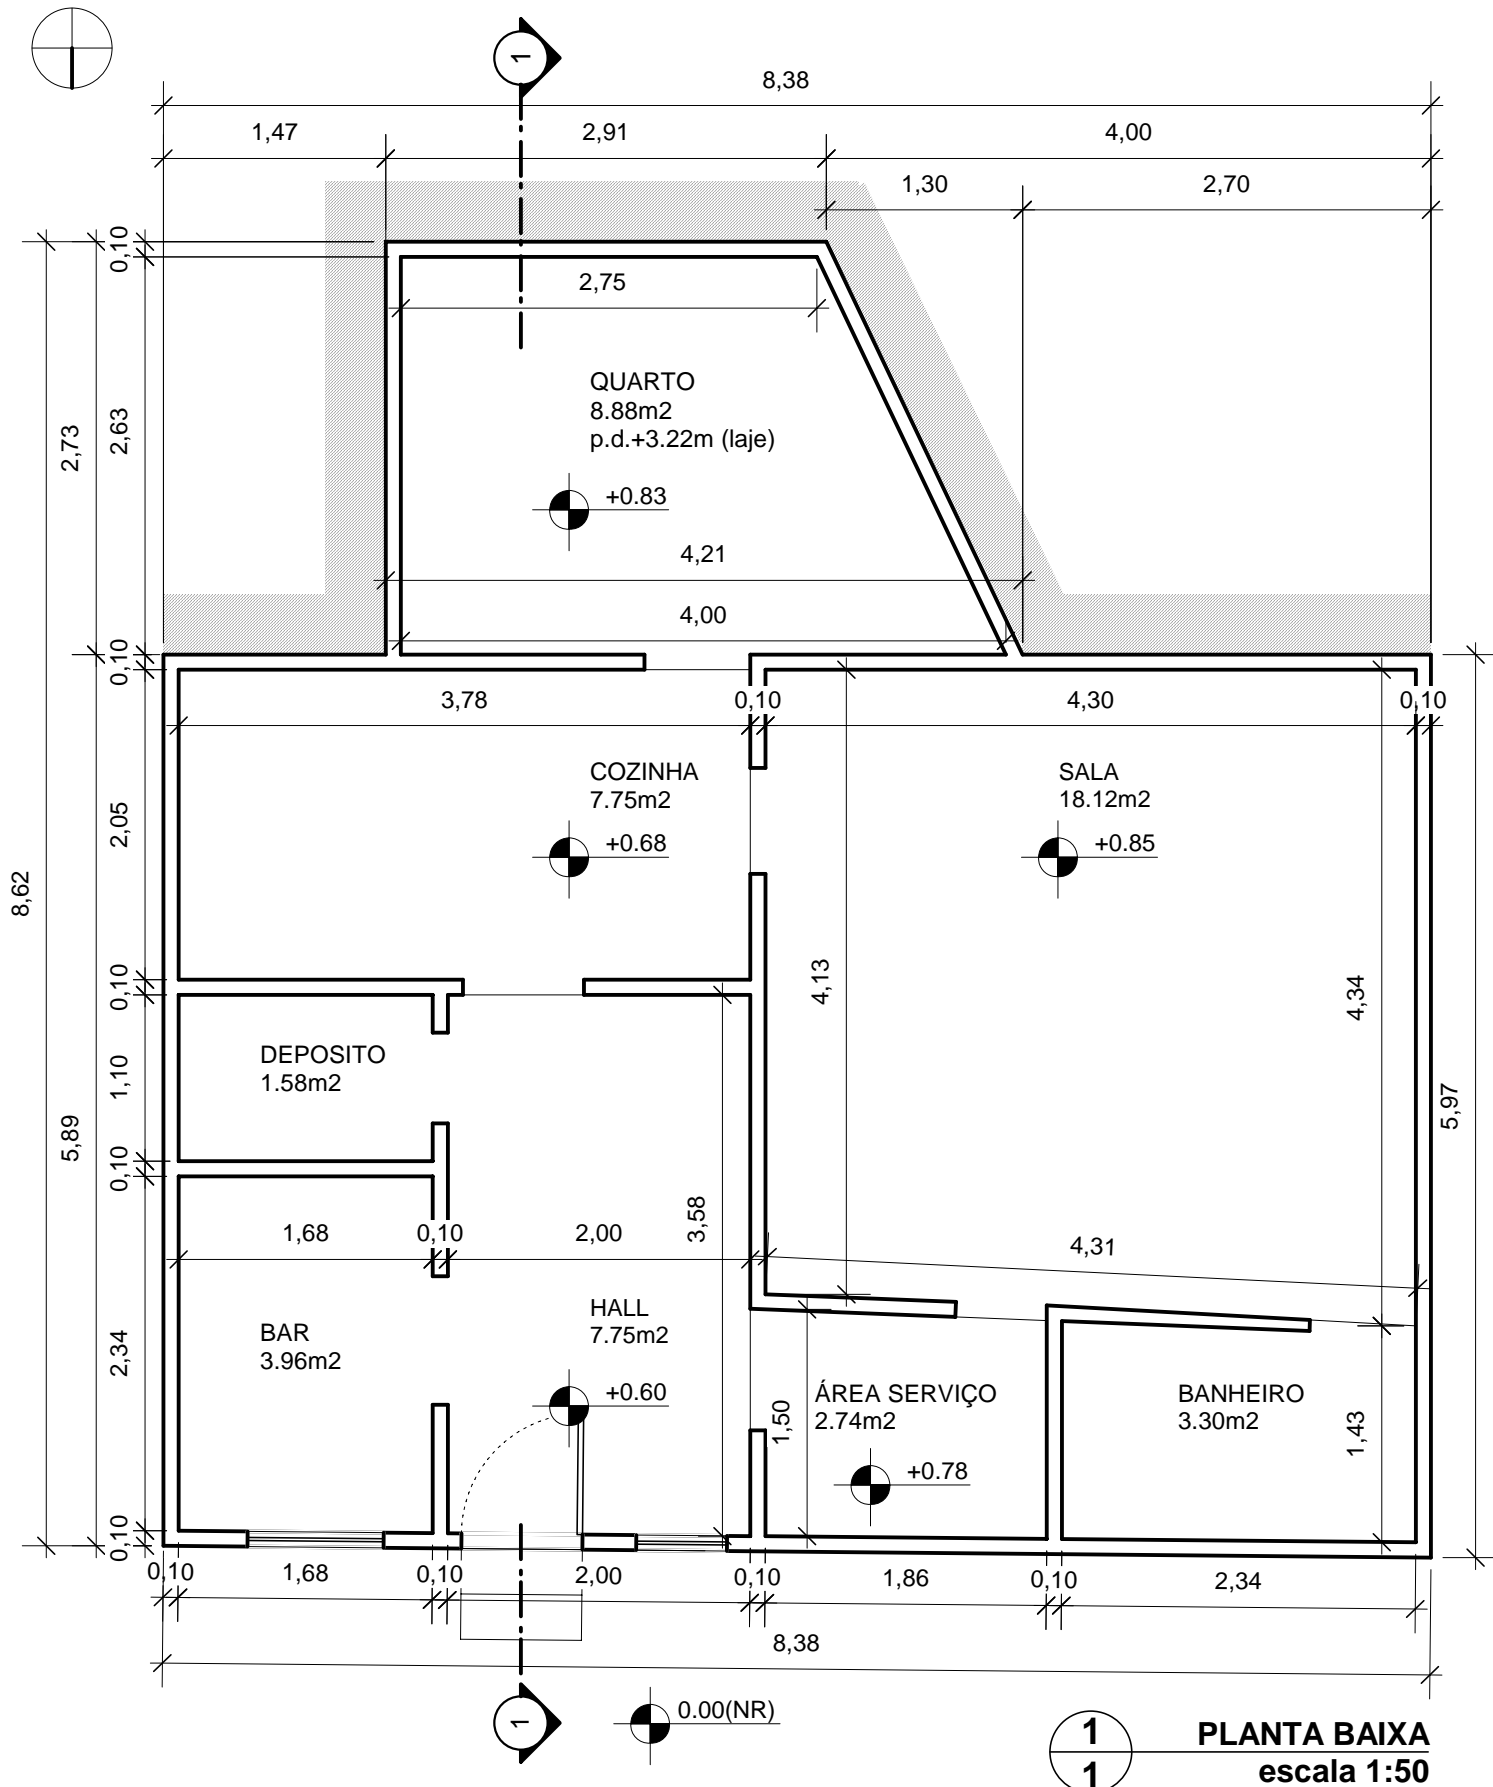 1
8,38
1,47 2,91 4,00
1,30 2,70
0,10
2,75
QUARTO
8.88m2
p.d.+3.22m (laje)
2,63
2,73
+0.83
4,21
4,00
0,10
3,78 0,10 4,30 0,10
COZINHA
7.75m2
+0.68
SALA
18.12m2
+0.85
2,05
8,62
0,10
4,13
4,34
DEPOSITO
1.58m2
1,10
5,89
5,97
0,10
3,58
1,68 0,10 2,00
4,31
HALL
7.75m2
+0.60
BAR
3.96m2
2,34
ÁREA SERVIÇO
2.74m2
+0.78
1,50
BANHEIRO
3.30m2
1,43
0,10
0,10 1,68 0,10 2,00 0,10 1,86 0,10 2,34
8,38
1
0.00(NR)
1
1
PLANTA BAIXA
escala 1:50